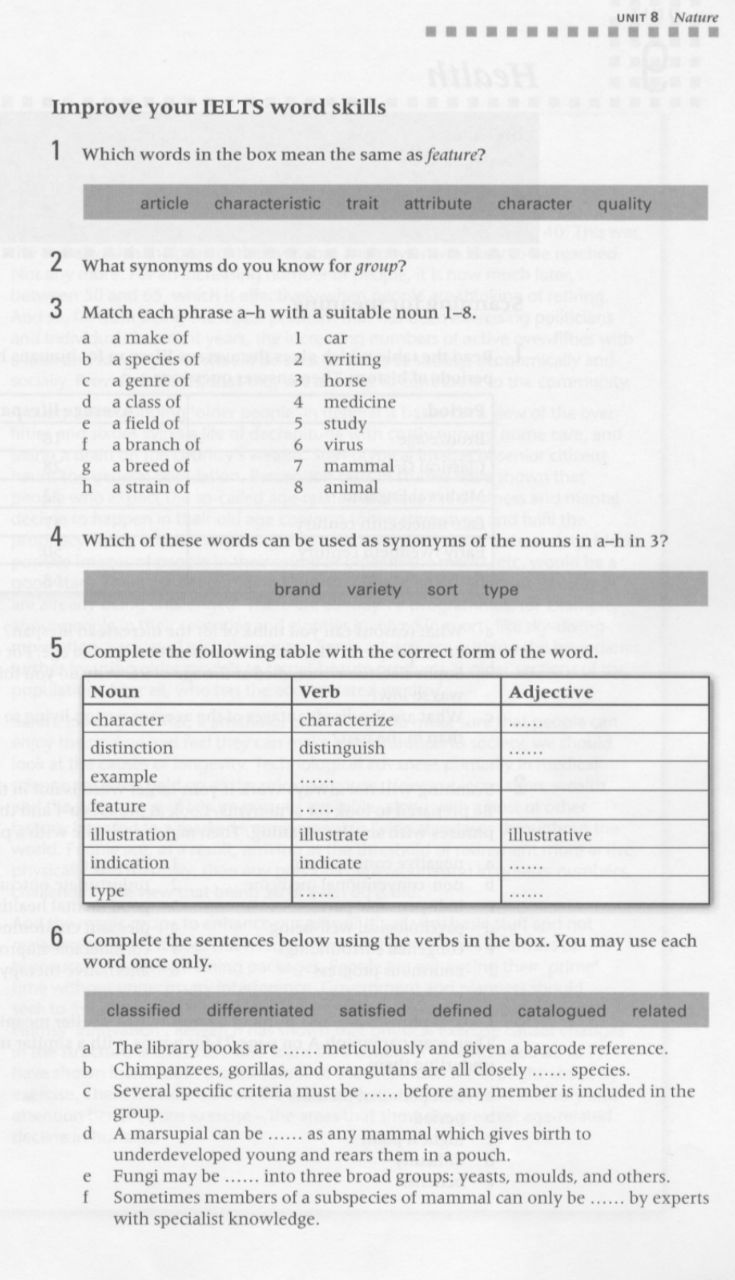 UNIT 8 Nature
Improve your IELTS word skills
1 Which words in the box mean the same as feature?
article characteristic trait attribute character quality
2 What synonyms do you know for group?
3 Match each phrase a–h with a suitable noun 1–8.
a a make of 1 car
b a species of 2 writing
c a genre of 3 horse
d a class of 4 medicine
e a field of 5 study
f a branch of 6 virus
g a breed of 7 mammal
h a strain of 8 animal
4 Which of these words can be used as synonyms of the nouns in a–h in 3?
brand variety sort type
5 Complete the following table with the correct form of the word.
Noun Verb Adjective
character characterize ......
distinction distinguish ......
example ......
feature ......
illustration illustrate illustrative
indication indicate ......
type ...... ......
6 Complete the sentences below using the verbs in the box. You may use each
word once only.
classified differentiated satisfied defined catalogued related
a The library books are ...... meticulously and given a barcode reference.
b Chimpanzees, gorillas, and orangutans are all closely ...... species.
c Several specific criteria must be ...... before any member is included in the
group.
d A marsupial can be ...... as any mammal which gives birth to
underdeveloped young and rears them in a pouch.
e Fungi may be ...... into three broad groups: yeasts, moulds, and others.
f Sometimes members of a subspecies of mammal can only be ...... by experts
with specialist knowledge.